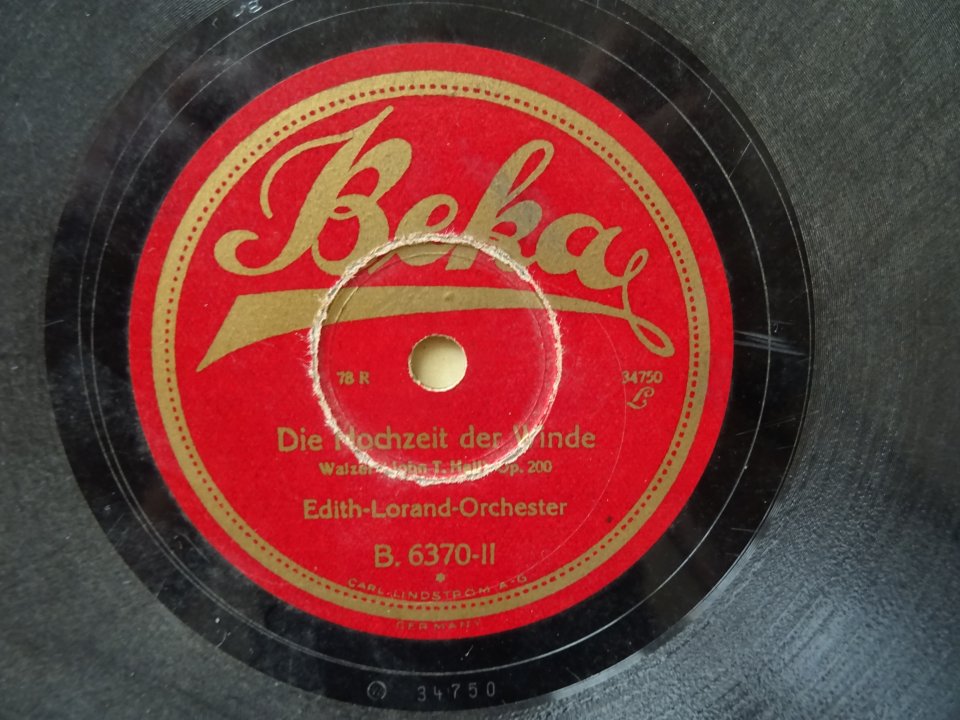 Beka
78 R
34750
L
Die Hochzeit der Winde
Walzer John T. Hall, Op. 200
Edith-Lorand-Orchester
B. 6370-II
*
CARL LINDSTRÖM A-G
GERMANY
34750